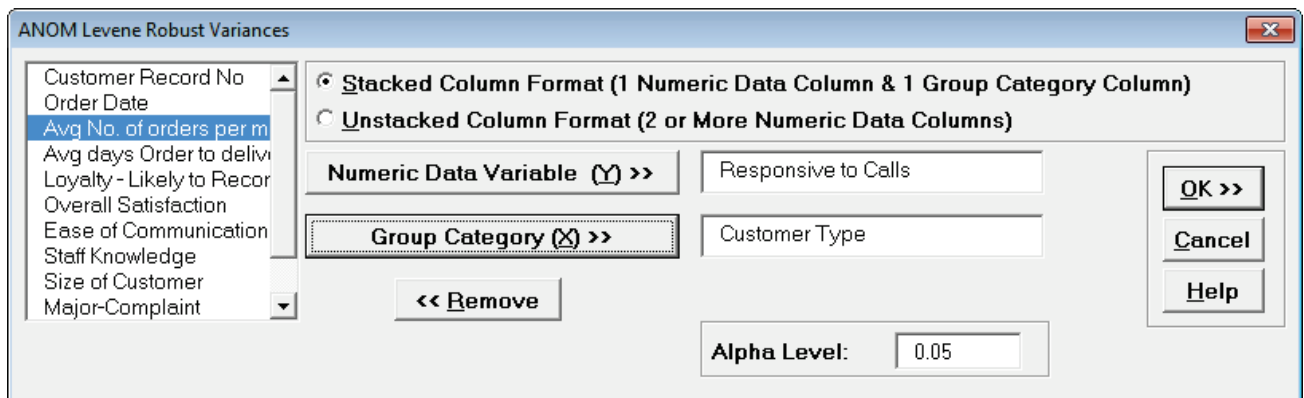 ANOM Levene Robust Variances
Customer Record No
Order Date
Avg No. of orders per m
Avg days Order to deliv
Loyalty - Likely to Recor
Overall Satisfaction
Ease of Communication
Staff Knowledge
Size of Customer
Major-Complaint
Stacked Column Format (1 Numeric Data Column & 1 Group Category Column)
Unstacked Column Format (2 or More Numeric Data Columns)
Numeric Data Variable (Y) >>
Responsive to Calls
Group Category (X) >>
Customer Type
<< Remove
Alpha Level:
0.05
OK >>
Cancel
Help